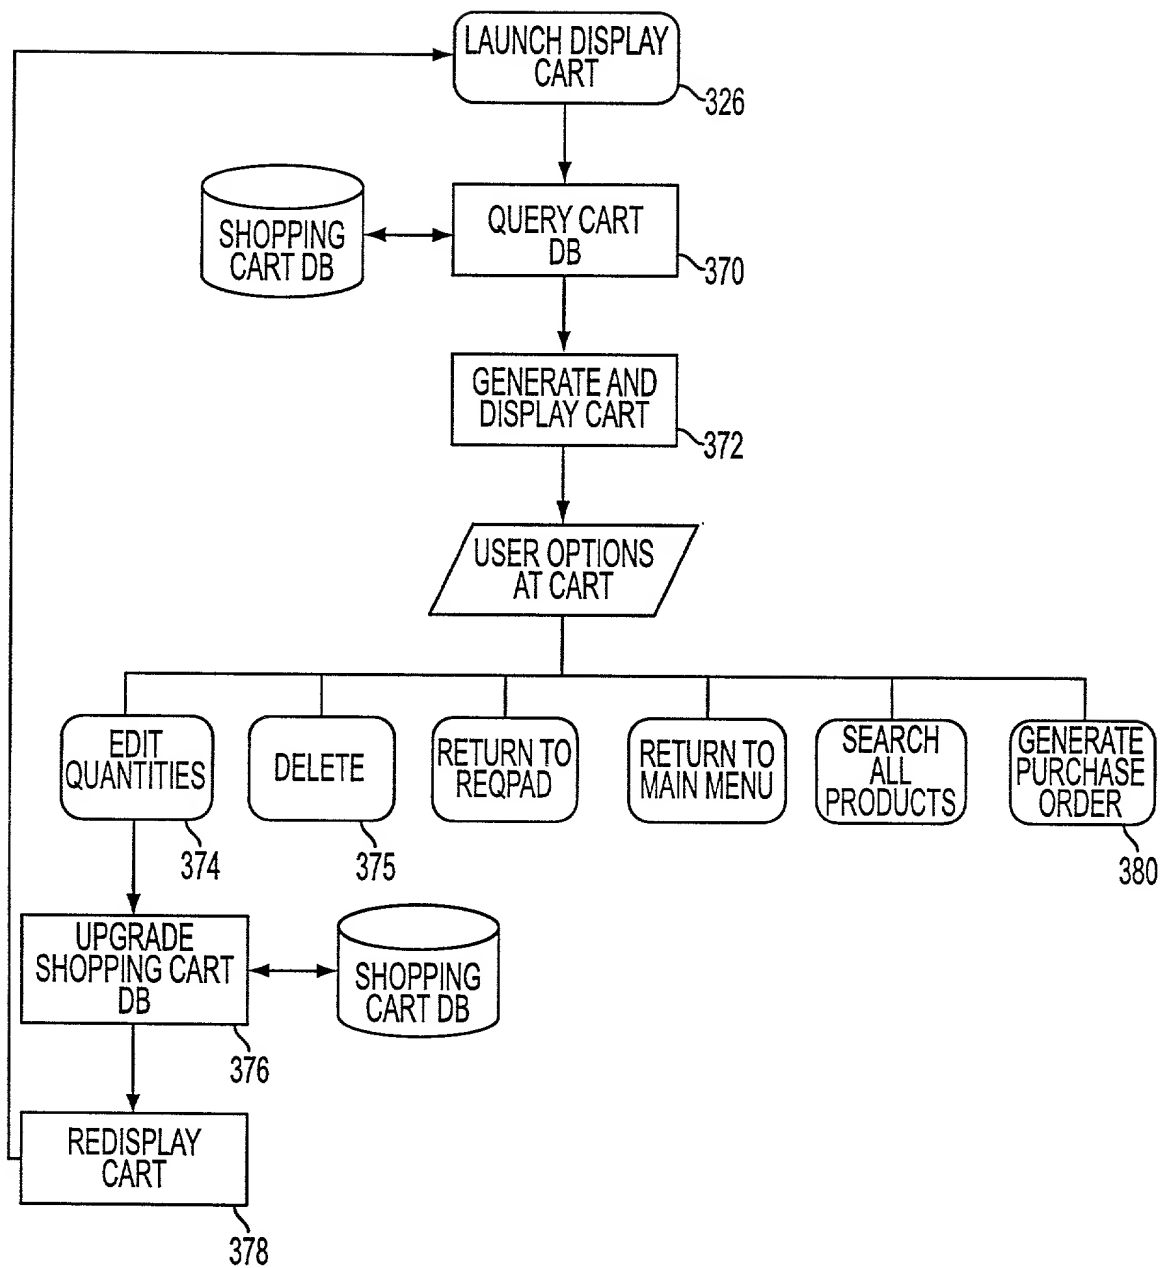 LAUNCH DISPLAY
CART
326
SHOPPING
CART DB
QUERY CART
DB
370
GENERATE AND
DISPLAY CART
372
USER OPTIONS
AT CART
EDIT
QUANTITIES
374
DELETE
375
RETURN TO
REQPAD
RETURN TO
MAIN MENU
SEARCH
ALL
PRODUCTS
GENERATE
PURCHASE
ORDER
380
UPGRADE
SHOPPING CART
DB
376
SHOPPING
CART DB
REDISPLAY
CART
378